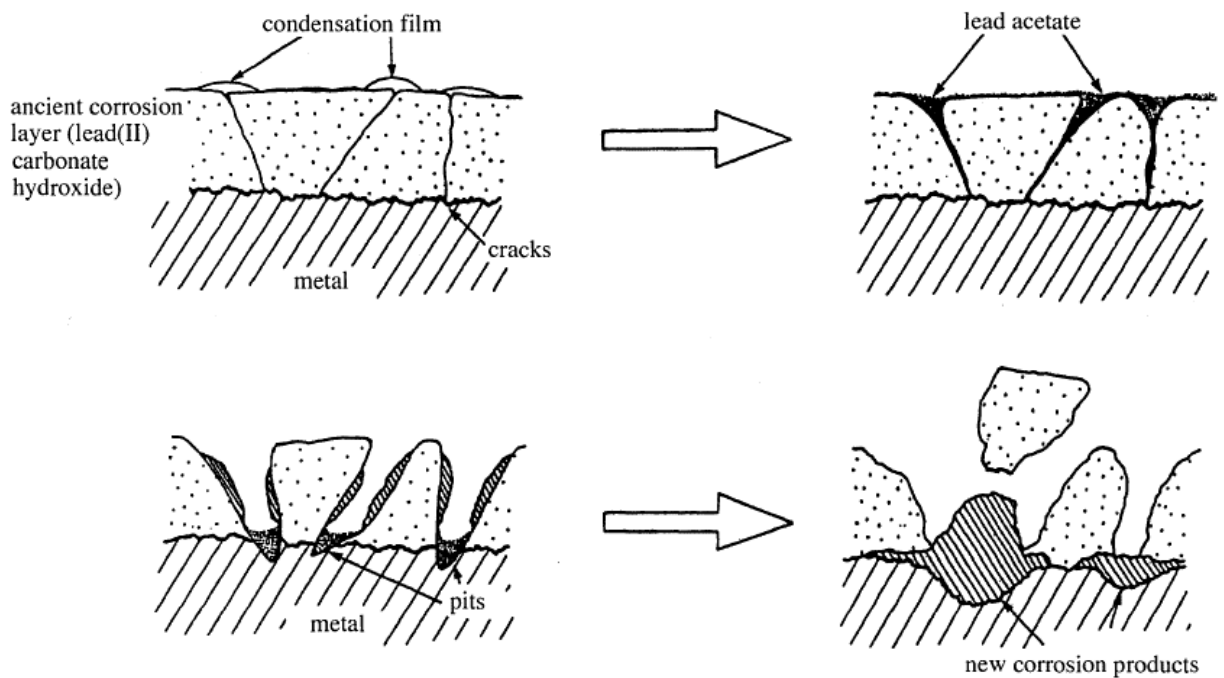 condensation film
lead acetate
ancient corrosion
layer (lead(II)
carbonate
hydroxide)
cracks
metal
pits
metal
new corrosion products